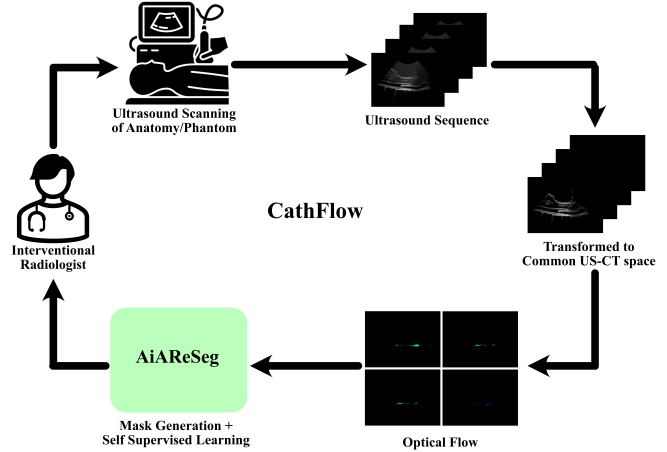 Ultrasound Scanning
of Anatomy/Phantom
Ultrasound Sequence
CathFlow
Interventional
Radiologist
Transformed to
Common US-CT space
AiAReSeg
Mask Generation +
Self Supervised Learning
Optical Flow